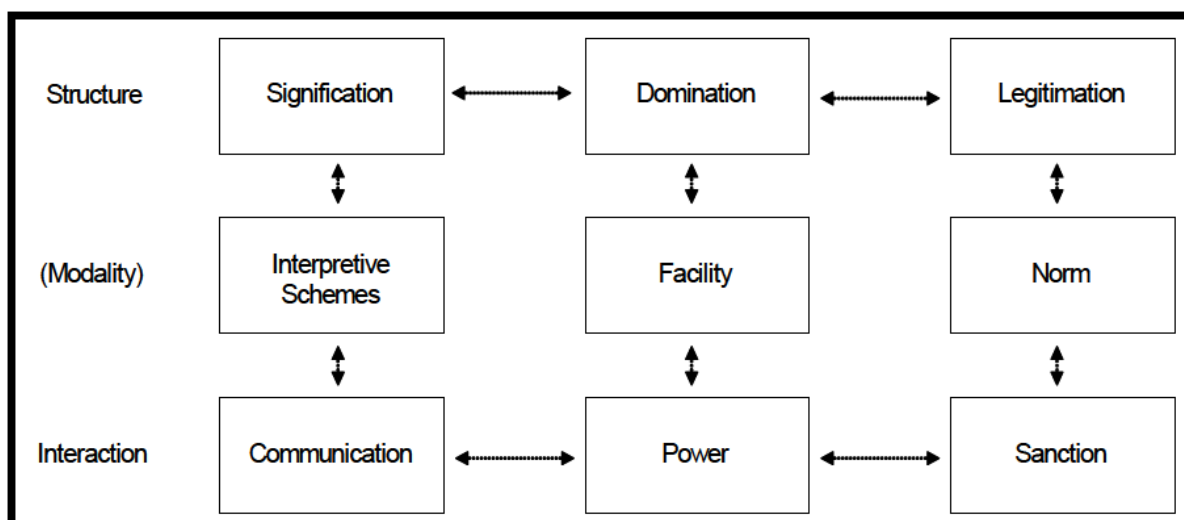 Structure
Signification
Domination
Legitimation
(Modality)
Interpretive
Schemes
Facility
Norm
Interaction
Communication
Power
Sanction